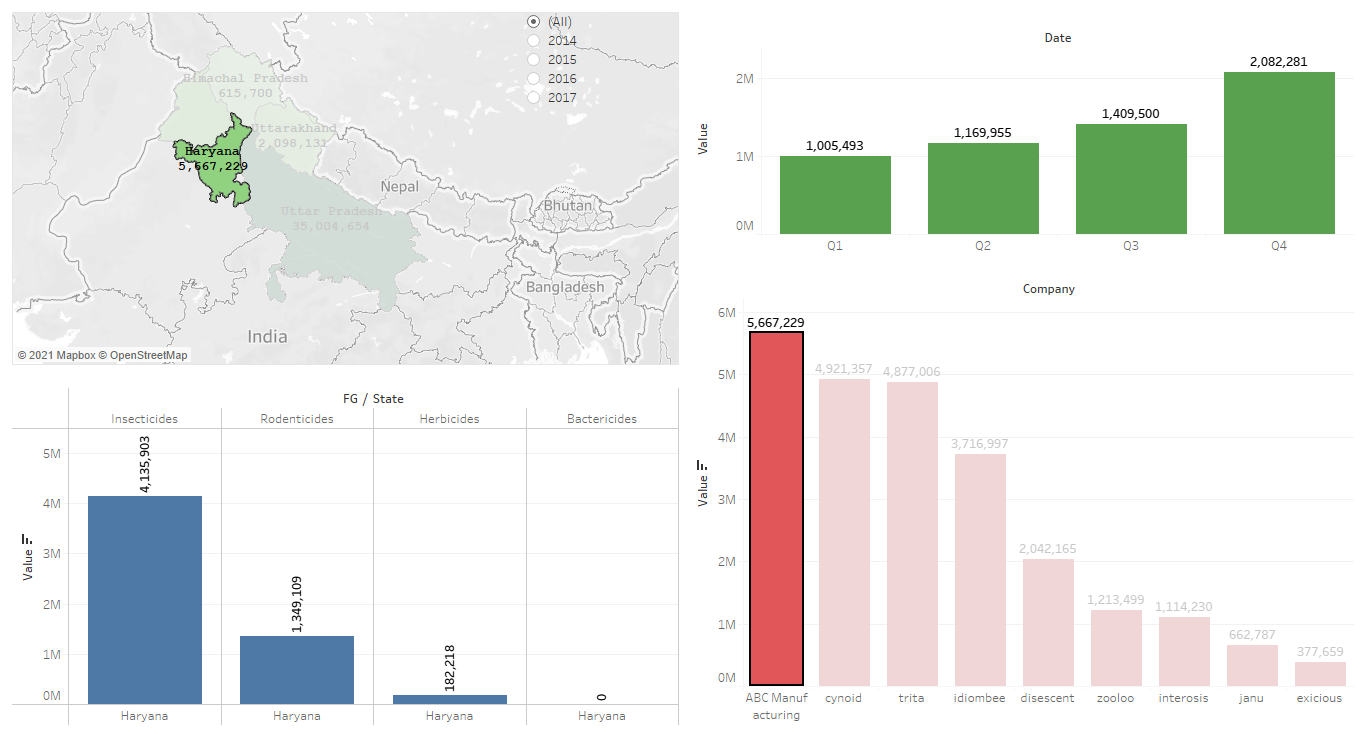 (All)
2014
2015
2016
2017
Himachal Pradesh
615,700
Uttarakhand
2,098,131
Haryana
5,667,229
Nepal
Uttar Pradesh
35,004,654
Bhutan
Bangladesh
India
© 2021 Mapbox © OpenStreetMap
Date
Value
2M
1M
0M
1,005,493
1,169,955
1,409,500
2,082,281
Q1
Q2
Q3
Q4
FG / State
Insecticides
Rodenticides
Herbicides
Bactericides
Value
5M
4M
3M
2M
1M
0M
4,135,903
1,349,109
182,218
0
Haryana
Haryana
Haryana
Haryana
Company
Value
6M
5M
4M
3M
2M
1M
0M
5,667,229
4,921,357
4,877,006
3,716,997
2,042,165
1,213,499
1,114,230
662,787
377,659
ABC Manuf
acturing
cynoid
trita
idiombee
disescent
zooloo
interosis
janu
exicious